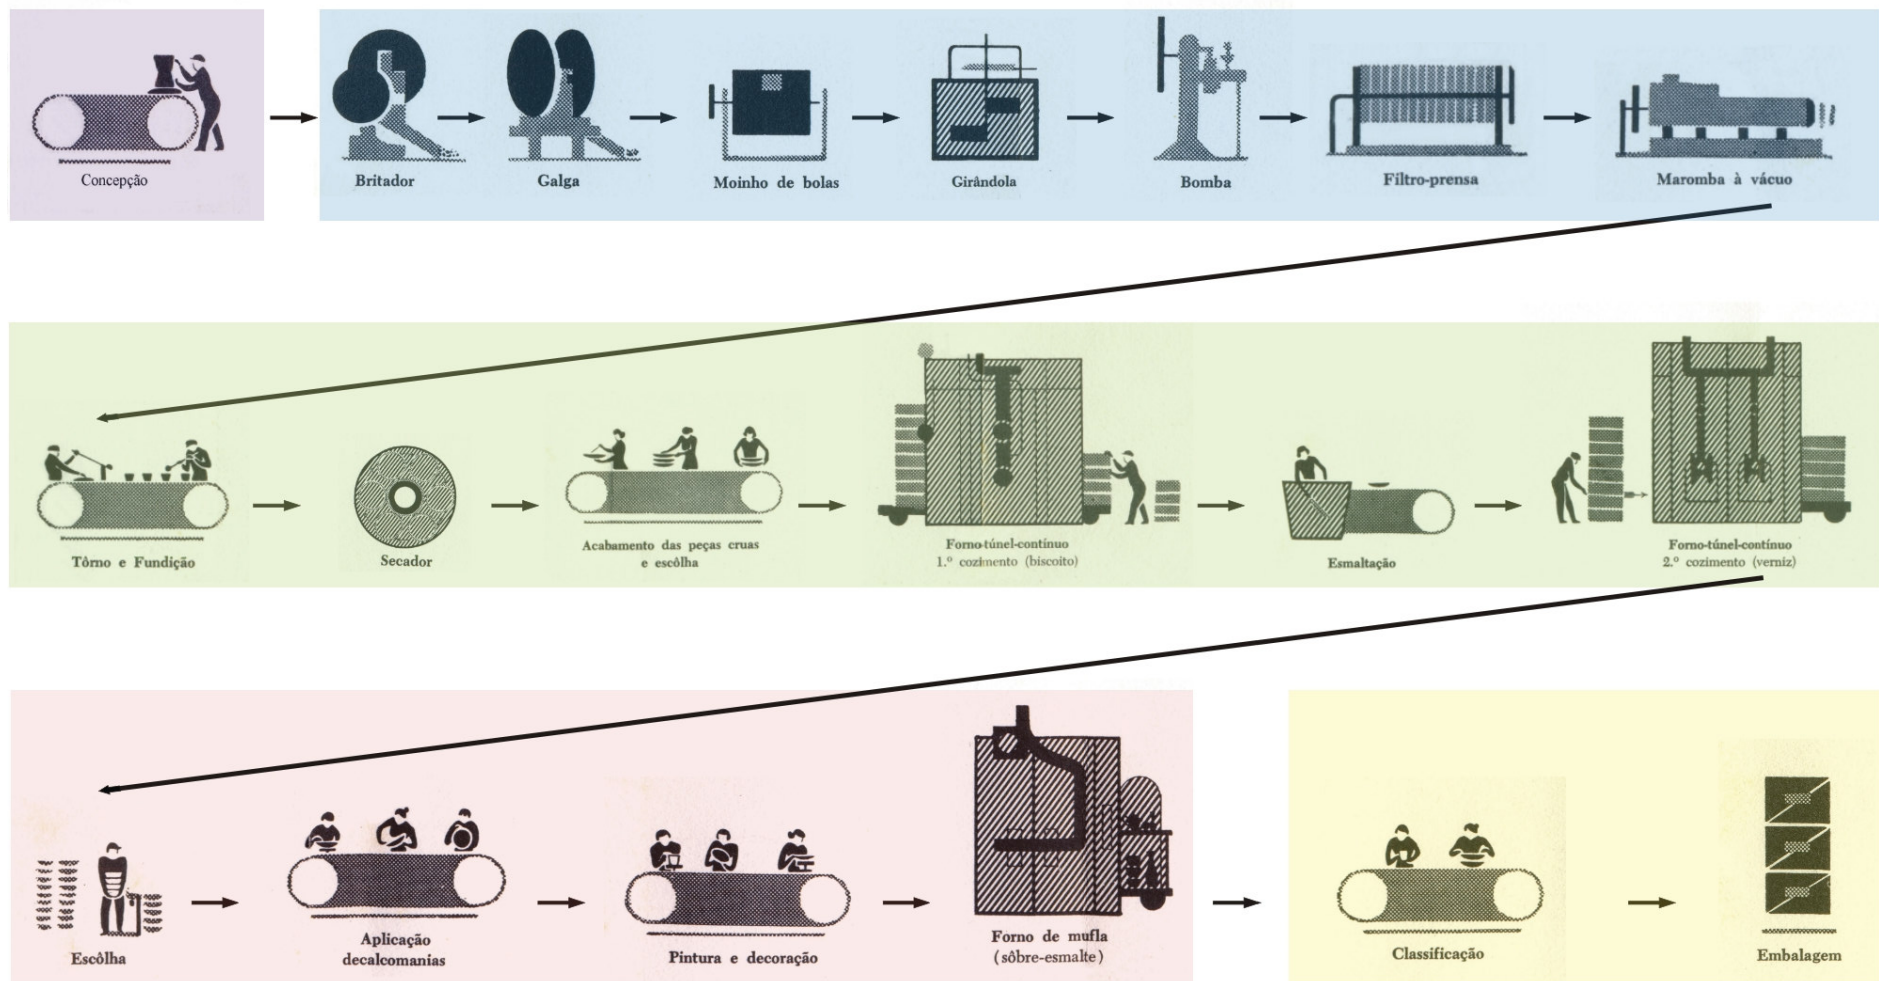 Concepção
Britador
Galga
Moinho de bolas
Girândola
Bomba
Filtro-prensa
Maromba à vácuo
Tôrno e Fundição
Secador
Acabamento das peças cruas
e escôlha
Forno-túnel-contínuo
1.º cozimento (biscoito)
Esmaltação
Forno-túnel-contínuo
2.º cozimento (verniz)
Escôlha
Aplicação
decalcomanias
Pintura e decoração
Forno de mufla
(sôbre-esmalte)
Classificação
Embalagem